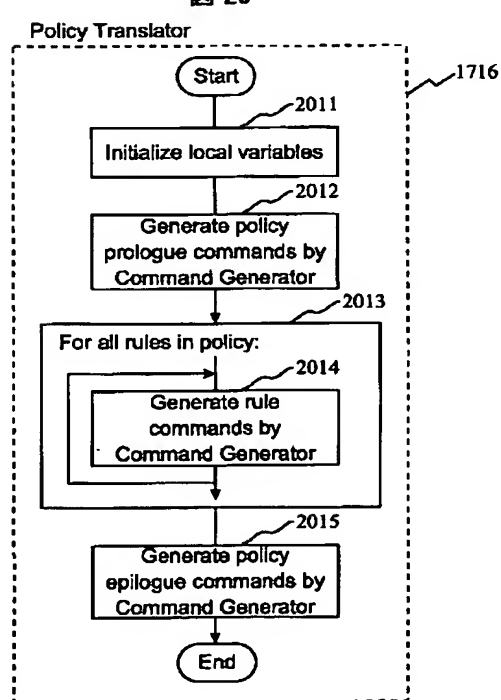 Policy Translator
Start
1716
2011
Initialize local variables
2012
Generate policy
prologue commands by
Command Generator
2013
For all rules in policy:
2014
Generate rule
commands by
Command Generator
2015
Generate policy
epilogue commands by
Command Generator
End